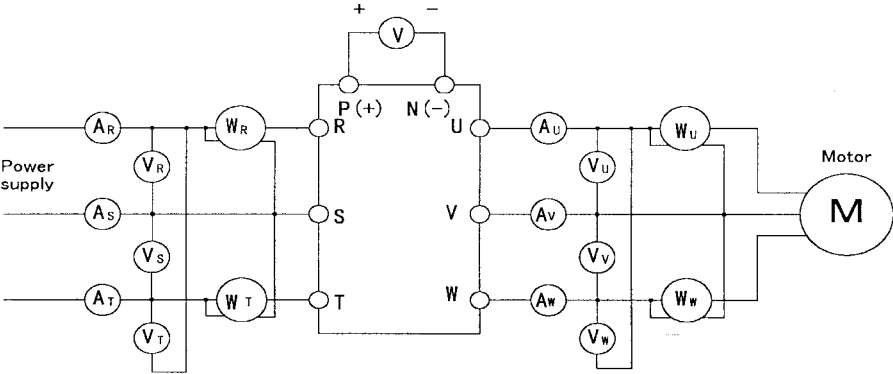 + −
V
P(+) N(−)
AR WR R U AU WU
VR VU
Power
supply
Motor
AS S V AV M
VS VV
AT WT T W AW WW
VT VW